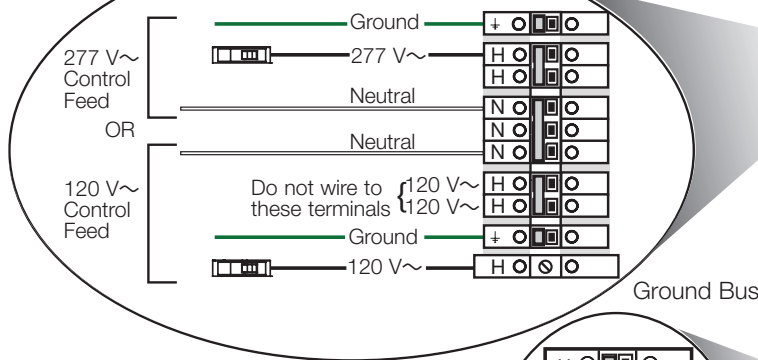 Ground
277 V~
277 V~
Control
Feed
Neutral
OR
Neutral
120 V~
Control
Feed
Do not wire to
these terminals
120 V~
120 V~
Ground
120 V~
⏚ 
H
H
N
N
N
H
H
⏚
H
Ground Bus